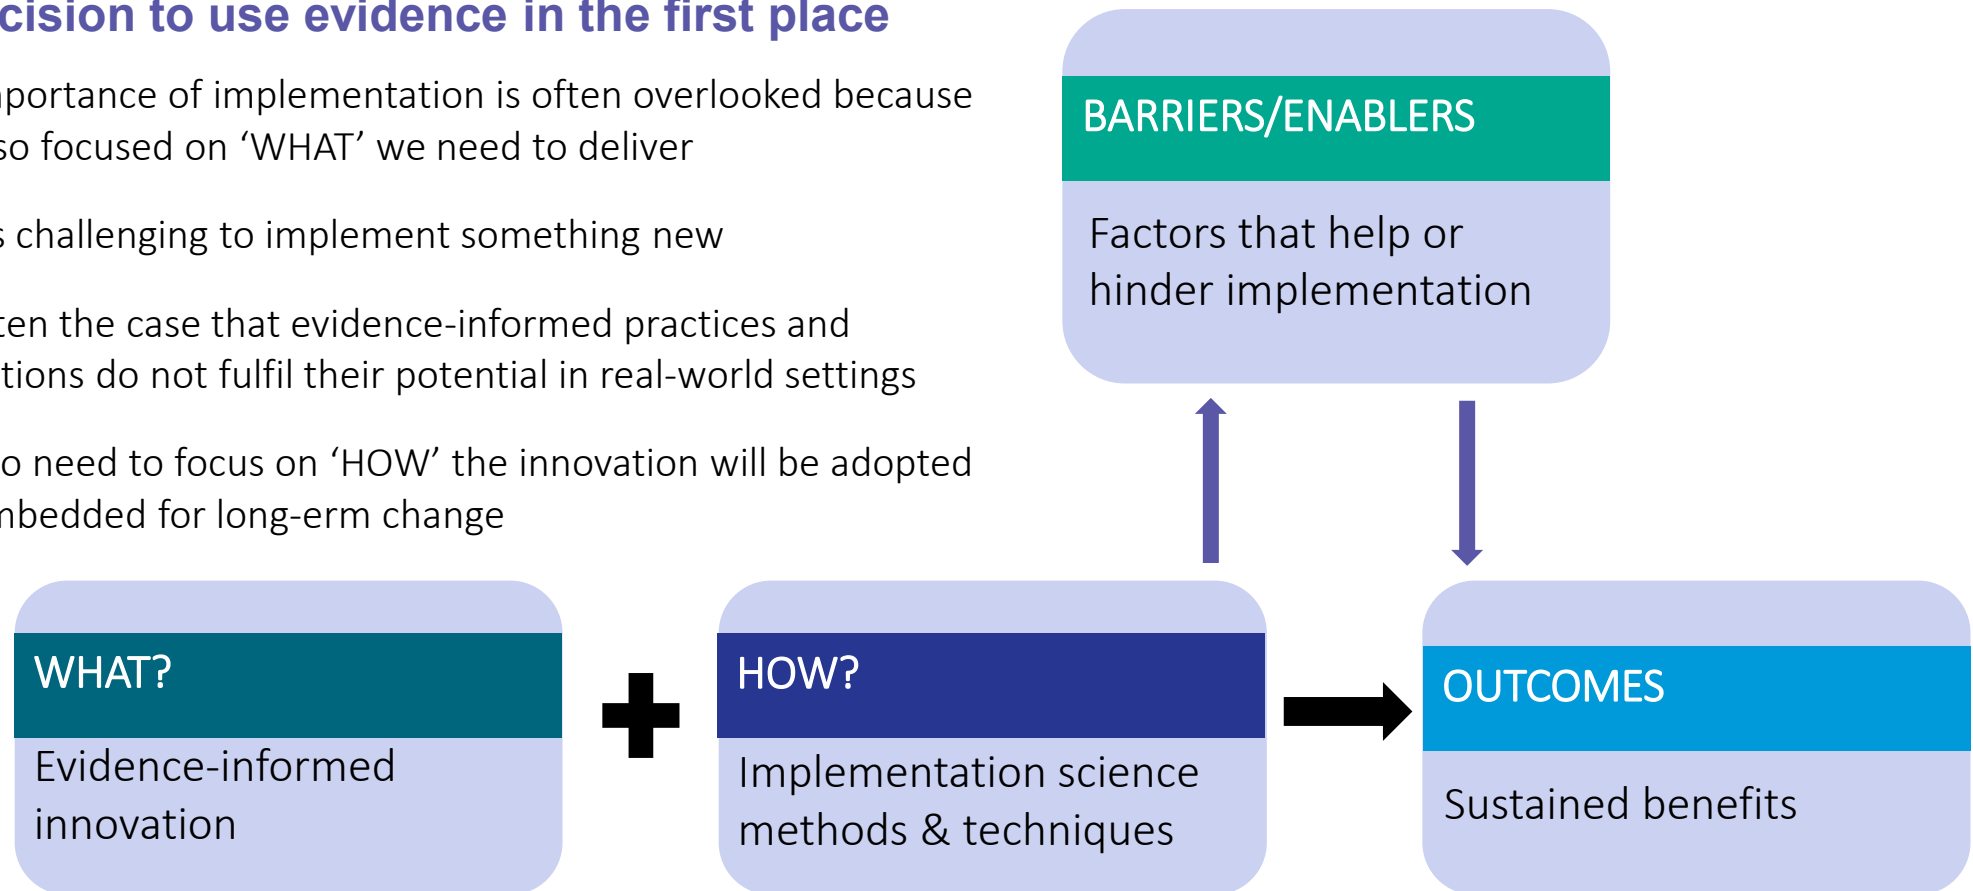 cision to use evidence in the first place
portance of implementation is often overlooked because
so focused on ‘WHAT’ we need to deliver
s challenging to implement something new
ten the case that evidence-informed practices and
tions do not fulfil their potential in real-world settings
o need to focus on ‘HOW’ the innovation will be adopted
mbedded for long-erm change
BARRIERS/ENABLERS
Factors that help or
hinder implementation
WHAT?
Evidence-informed
innovation
HOW?
Implementation science
methods & techniques
OUTCOMES
Sustained benefits